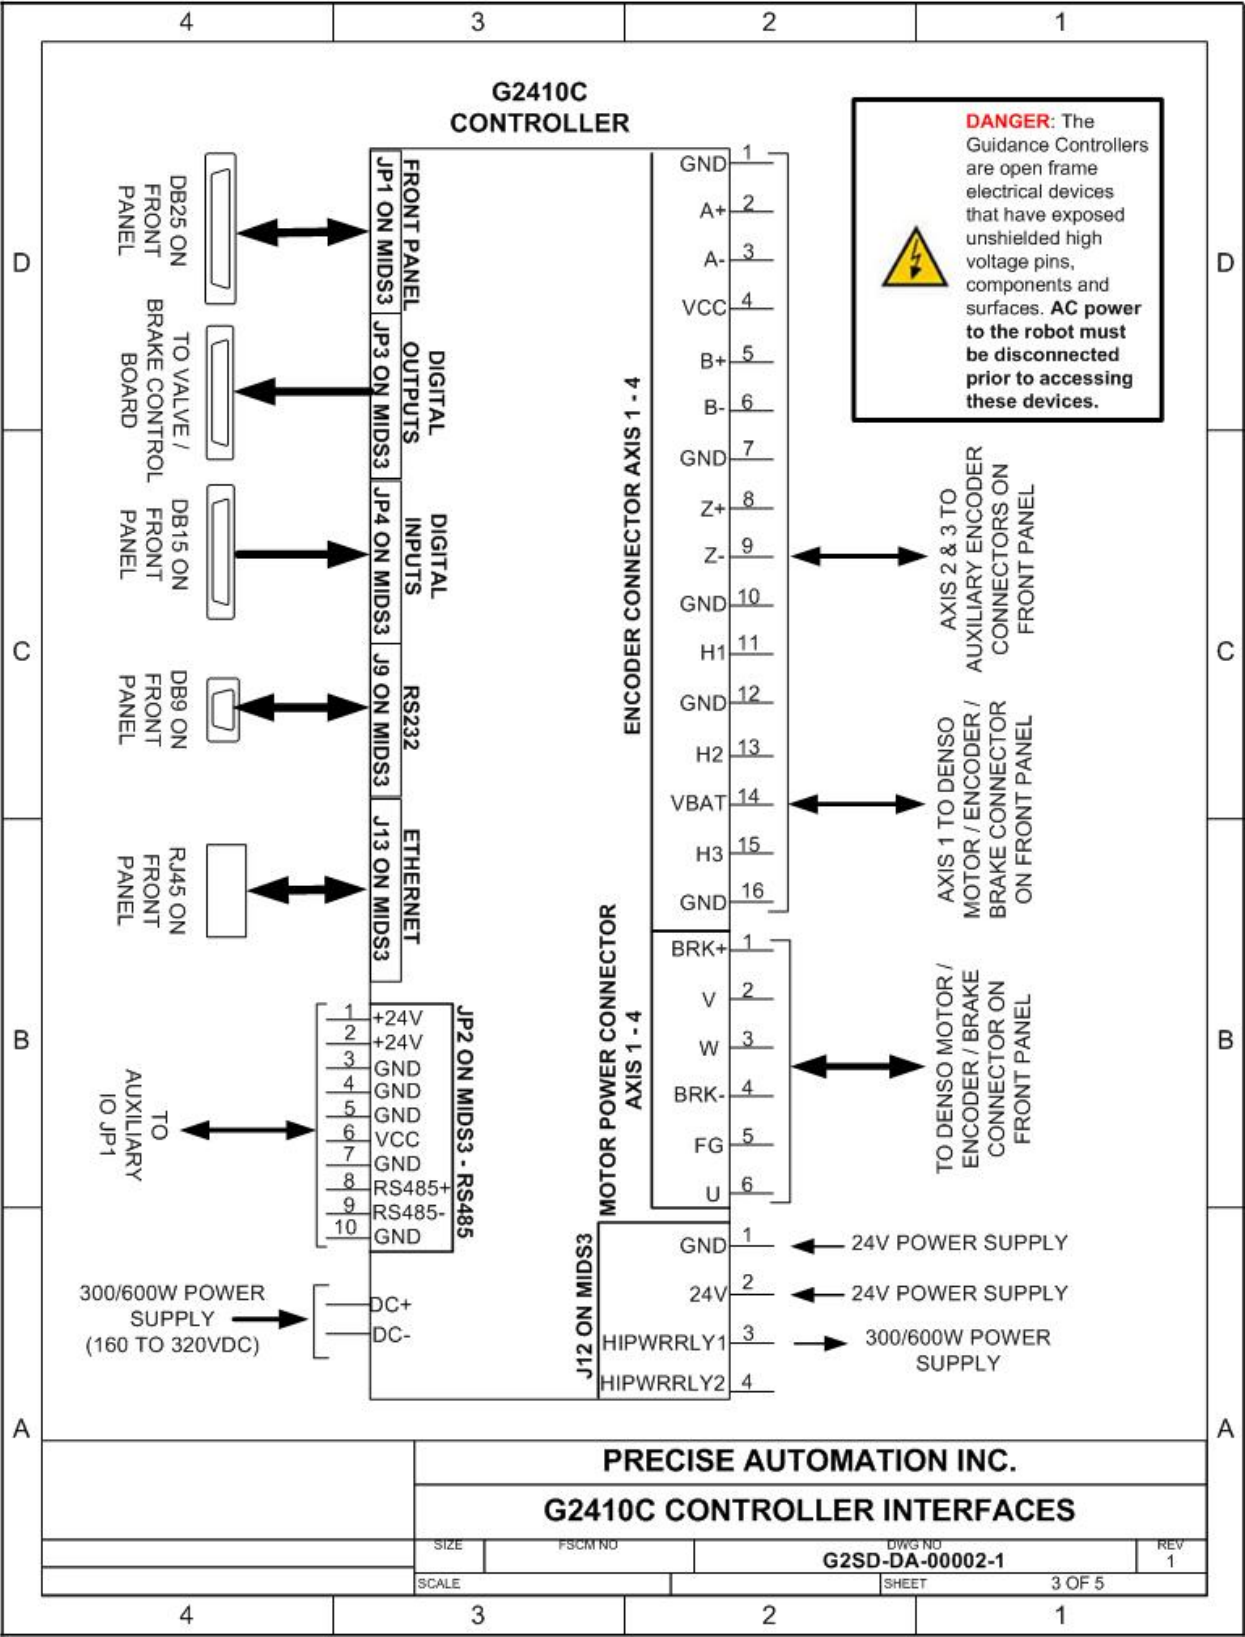 4 3 2 1
G2410C
CONTROLLER
DANGER: The
Guidance Controllers
are open frame
electrical devices
that have exposed
unshielded high
voltage pins,
components and
surfaces. AC power
to the robot must
be disconnected
prior to accessing
these devices.
D
D
C
C
B
B
A
A
DB25 ON
FRONT
PANEL
FRONT PANEL
JP1 ON MIDS3
TO VALVE /
BRAKE CONTROL
BOARD
DIGITAL
OUTPUTS
JP3 ON MIDS3
DB15 ON
FRONT
PANEL
DIGITAL
INPUTS
JP4 ON MIDS3
DB9 ON
FRONT
PANEL
RS232
J9 ON MIDS3
RJ45 ON
FRONT
PANEL
ETHERNET
J13 ON MIDS3
TO
AUXILIARY
IO JP1
1 +24V
2 +24V
3 GND
4 GND
5 GND
6 VCC
7 GND
8 RS485+
9 RS485-
10 GND
JP2 ON MIDS3 - RS485
300/600W POWER
SUPPLY
(160 TO 320VDC)
DC+
DC-
ENCODER CONNECTOR AXIS 1 - 4
GND 1
A+ 2
A- 3
VCC 4
B+ 5
B- 6
GND 7
Z+ 8
Z- 9
GND 10
H1 11
GND 12
H2 13
VBAT 14
H3 15
GND 16
AXIS 2 & 3 TO
AUXILIARY ENCODER
CONNECTORS ON
FRONT PANEL
AXIS 1 TO DENSO
MOTOR / ENCODER /
BRAKE CONNECTOR
ON FRONT PANEL
MOTOR POWER CONNECTOR
AXIS 1 - 4
BRK+ 1
V 2
W 3
BRK- 4
FG 5
U 6
TO DENSO MOTOR /
ENCODER / BRAKE
CONNECTOR ON
FRONT PANEL
J12 ON MIDS3
GND 1 24V POWER SUPPLY
24V 2 24V POWER SUPPLY
HIPWRRLY1 3 300/600W POWER
SUPPLY
HIPWRRLY2 4
PRECISE AUTOMATION INC.
G2410C CONTROLLER INTERFACES
SIZE FSCM NO DWG NO REV
G2SD-DA-00002-1 1
SCALE SHEET 3 OF 5
4 3 2 1